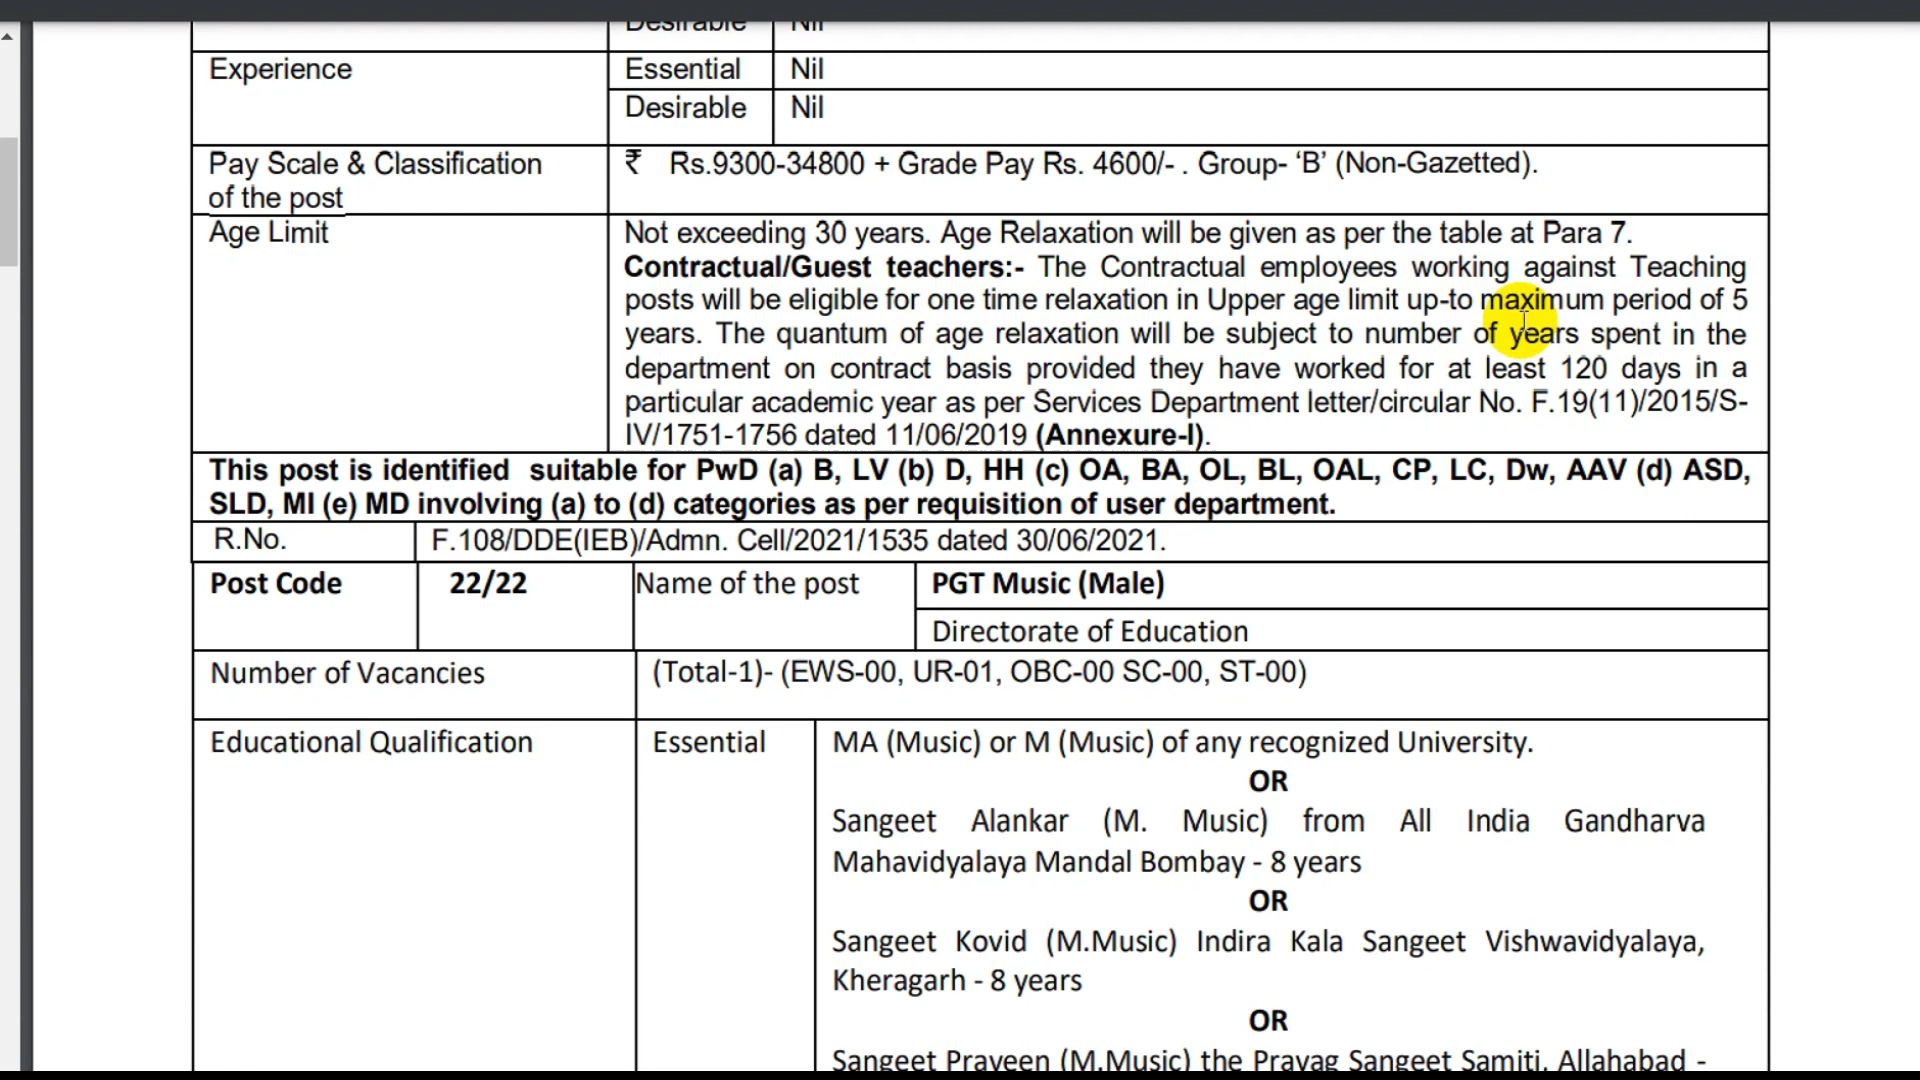 Desirable Nil
Experience Essential Nil
Desirable Nil
Pay Scale & Classification ₹ Rs.9300-34800 + Grade Pay Rs. 4600/- . Group- ‘B’ (Non-Gazetted).
of the post
Age Limit Not exceeding 30 years. Age Relaxation will be given as per the table at Para 7.
Contractual/Guest teachers:- The Contractual employees working against Teaching
posts will be eligible for one time relaxation in Upper age limit up-to maximum period of 5
years. The quantum of age relaxation will be subject to number of years spent in the
department on contract basis provided they have worked for at least 120 days in a
particular academic year as per Services Department letter/circular No. F.19(11)/2015/S-
IV/1751-1756 dated 11/06/2019 (Annexure-I).
This post is identified suitable for PwD (a) B, LV (b) D, HH (c) OA, BA, OL, BL, OAL, CP, LC, Dw, AAV (d) ASD,
SLD, MI (e) MD involving (a) to (d) categories as per requisition of user department.
R.No. F.108/DDE(IEB)/Admn. Cell/2021/1535 dated 30/06/2021.
Post Code 22/22 Name of the post PGT Music (Male)
Directorate of Education
Number of Vacancies (Total-1)- (EWS-00, UR-01, OBC-00 SC-00, ST-00)
Educational Qualification Essential MA (Music) or M (Music) of any recognized University.
OR
Sangeet Alankar (M. Music) from All India Gandharva
Mahavidyalaya Mandal Bombay - 8 years
OR
Sangeet Kovid (M.Music) Indira Kala Sangeet Vishwavidyalaya,
Kheragarh - 8 years
OR
Sangeet Praveen (M.Music) the Prayag Sangeet Samiti, Allahabad -